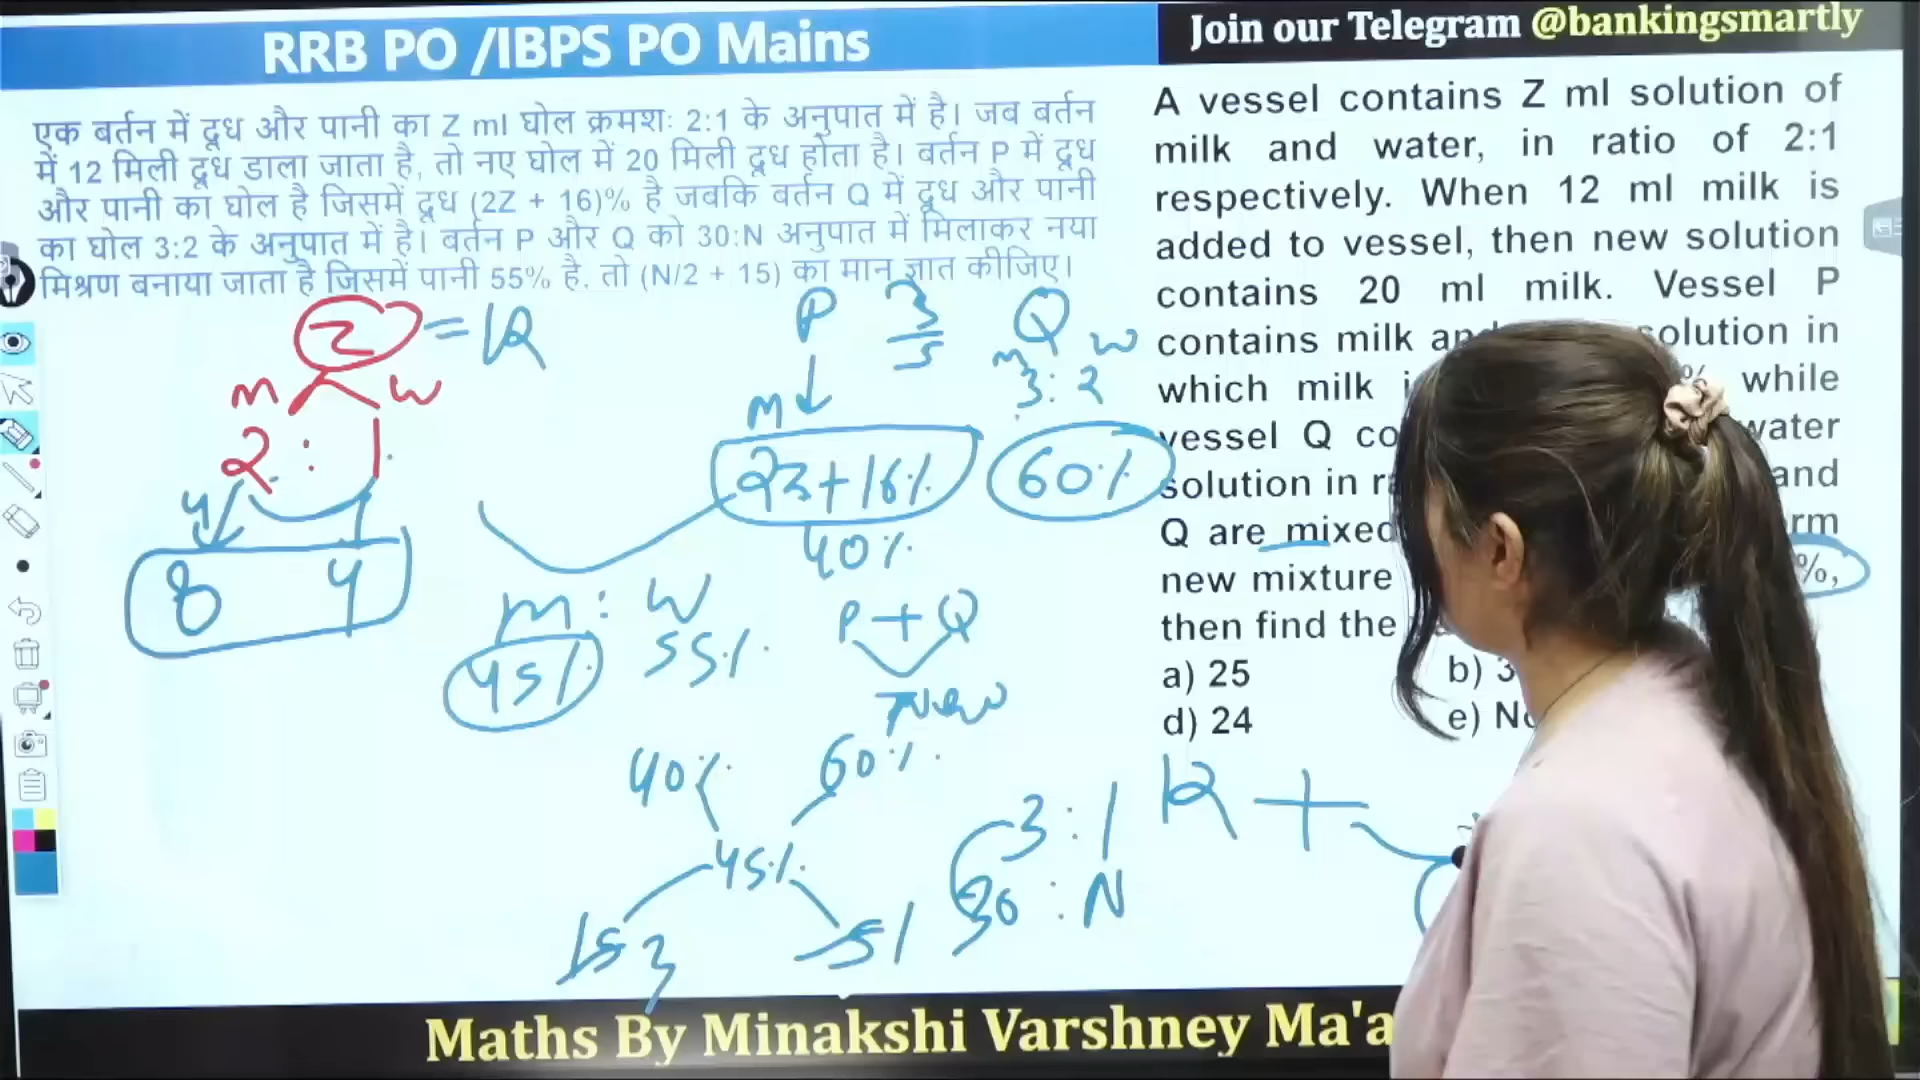 RRB PO /IBPS PO Mains
Join our Telegram @bankingsmartly
एक बर्तन में दूध और पानी का Z ml घोल क्रमशः 2:1 के अनुपात में है। जब बर्तन
में 12 मिली दूध डाला जाता है, तो नए घोल में 20 मिली दूध होता है। बर्तन P में दूध
और पानी का घोल है जिसमें दूध (2Z + 16)% है जबकि बर्तन Q में दूध और पानी
का घोल 3:2 के अनुपात में है। बर्तन P और Q को 30:N अनुपात में मिलाकर नया
मिश्रण बनाया जाता है जिसमें पानी 55% है, तो (N/2 + 15) का मान ज्ञात कीजिए।
A vessel contains Z ml solution of
milk and water, in ratio of 2:1
respectively. When 12 ml milk is
added to vessel, then new solution
contains 20 ml milk. Vessel P
contains milk solution in
which milk % while
vessel Q water
solution in and
Q are mixed
new mixture %,
then find the
a) 25 b) 3
d) 24 e)
Z = 12
m w
2 : 1
4
8 4
P 3/5 Q
m w
3 : 2
m
2Z+16% 60%
40%
m : w
45% 55%
P + Q
New
40% 60%
45%
15 3 5 1
3 : 1
30 : N
12 +
Maths By Minakshi Varshney Ma'a